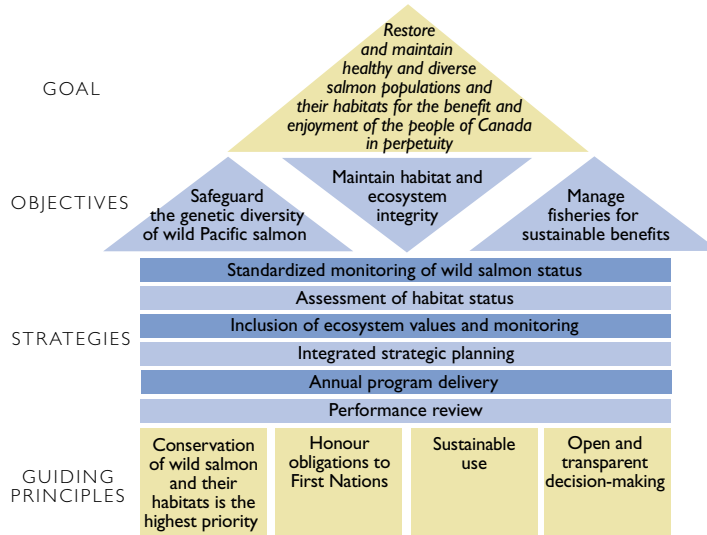 GOAL
Restore
and maintain
healthy and diverse
salmon populations and
their habitats for the benefit and
enjoyment of the people of Canada
in perpetuity
OBJECTIVES
Safeguard
the genetic diversity
of wild Pacific salmon
Maintain habitat and
ecosystem
integrity
Manage
fisheries for
sustainable benefits
STRATEGIES
Standardized monitoring of wild salmon status
Assessment of habitat status
Inclusion of ecosystem values and monitoring
Integrated strategic planning
Annual program delivery
Performance review
GUIDING
PRINCIPLES
Conservation
of wild salmon
and their
habitats is the
highest priority
Honour
obligations to
First Nations
Sustainable
use
Open and
transparent
decision-making